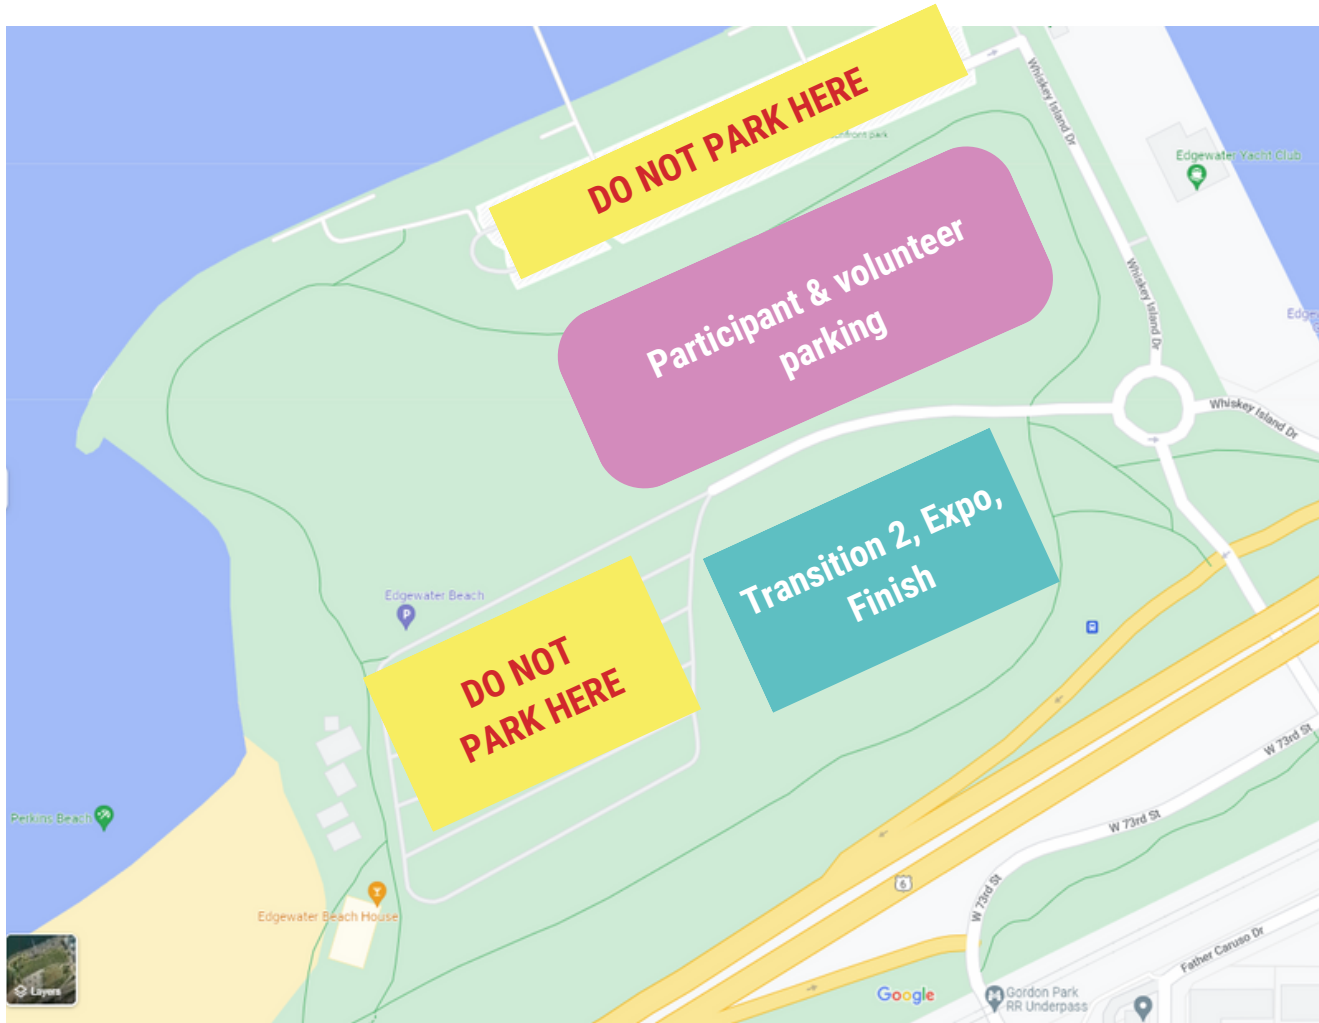 DO NOT PARK HERE
Whiskey Island Dr
Edgewater Yacht Club
Participant & volunteer
parking
Whiskey Island Dr
Whiskey Island Dr
Transition 2, Expo,
Finish
Edgewater Beach
P
DO NOT
PARK HERE
W 73rd St
Perkins Beach
W 73rd St
6
W 73rd St
Edgewater Beach House
Father Caruso Dr
Layers
Google
Gordon Park
RR Underpass